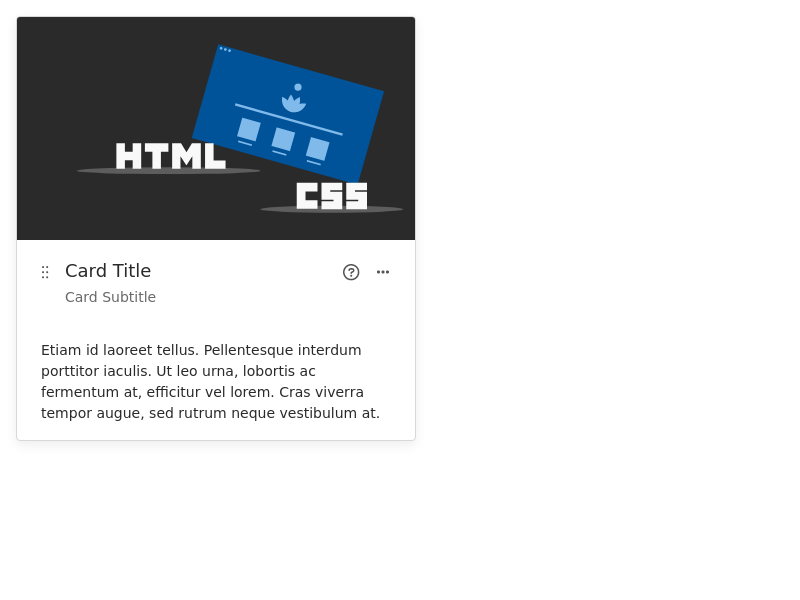 HTML
CSS
Card Title
Card Subtitle
Etiam id laoreet tellus. Pellentesque interdum
porttitor iaculis. Ut leo urna, lobortis ac
fermentum at, efficitur vel lorem. Cras viverra
tempor augue, sed rutrum neque vestibulum at.